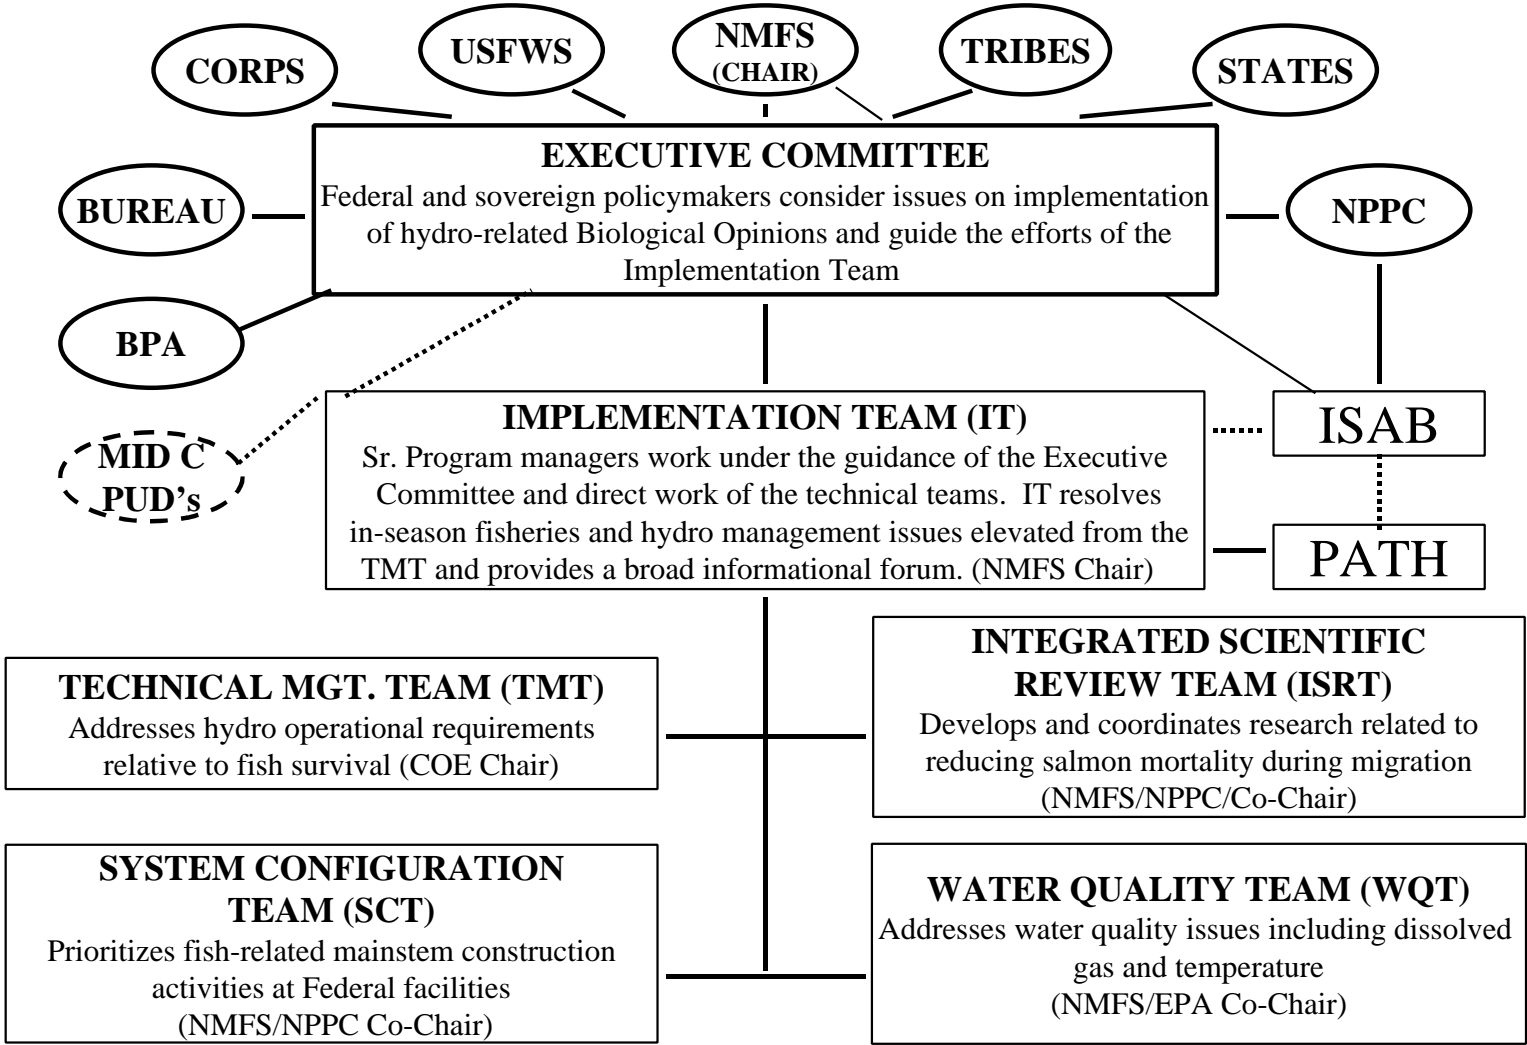 CORPS
USFWS
NMFS
(CHAIR)
TRIBES
STATES
EXECUTIVE COMMITTEE
Federal and sovereign policymakers consider issues on implementation
of hydro-related Biological Opinions and guide the efforts of the
Implementation Team
BUREAU
NPPC
BPA
MID C
PUD's
IMPLEMENTATION TEAM (IT)
Sr. Program managers work under the guidance of the Executive
Committee and direct work of the technical teams.  IT resolves
in-season fisheries and hydro management issues elevated from the
TMT and provides a broad informational forum. (NMFS Chair)
ISAB
PATH
TECHNICAL MGT. TEAM (TMT)
Addresses hydro operational requirements
relative to fish survival (COE Chair)
INTEGRATED SCIENTIFIC
REVIEW TEAM (ISRT)
Develops and coordinates research related to
reducing salmon mortality during migration
(NMFS/NPPC/Co-Chair)
SYSTEM CONFIGURATION
TEAM (SCT)
Prioritizes fish-related mainstem construction
activities at Federal facilities
(NMFS/NPPC Co-Chair)
WATER QUALITY TEAM (WQT)
Addresses water quality issues including dissolved
gas and temperature
(NMFS/EPA Co-Chair)